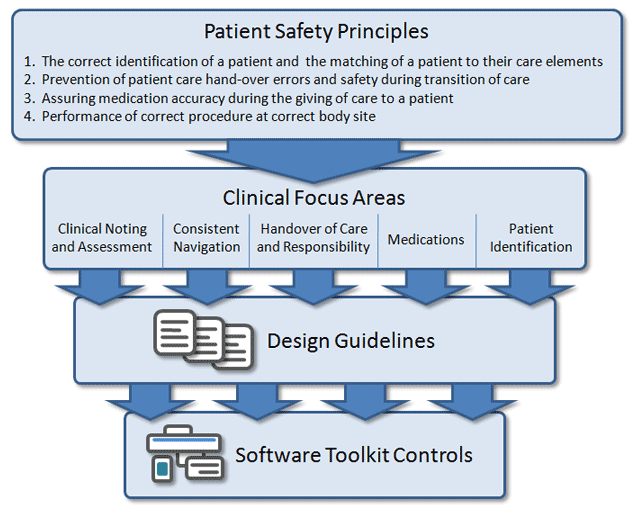 Patient Safety Principles
1. The correct identification of a patient and the matching of a patient to their care elements
2. Prevention of patient care hand-over errors and safety during transition of care
3. Assuring medication accuracy during the giving of care to a patient
4. Performance of correct procedure at correct body site
Clinical Focus Areas
Clinical Noting
and Assessment
Consistent
Navigation
Handover of Care
and Responsibility
Medications
Patient
Identification
Design Guidelines
Software Toolkit Controls